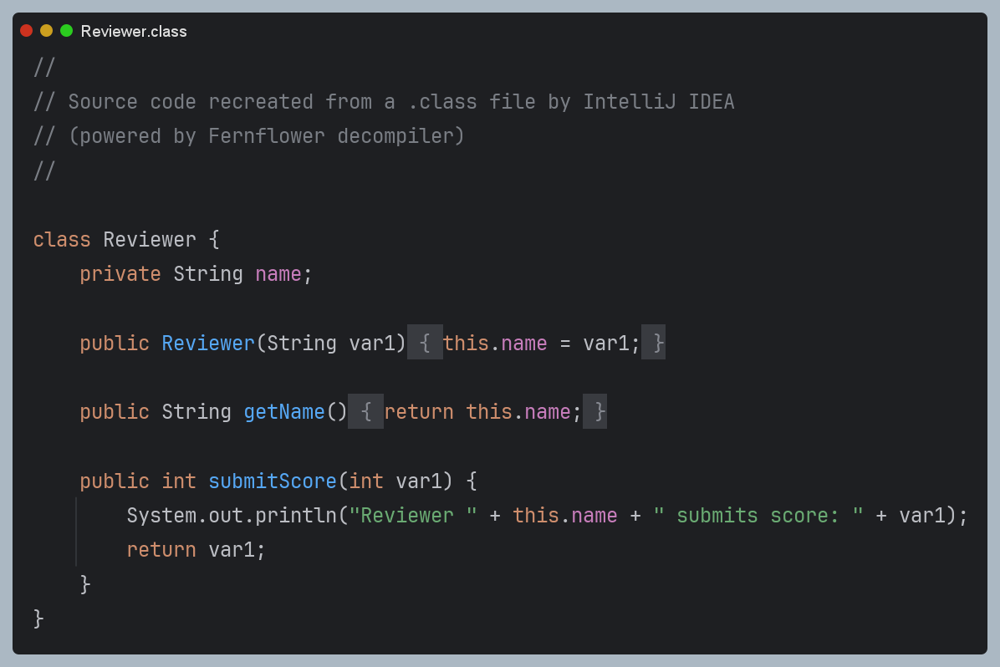 Reviewer.class
//
// Source code recreated from a .class file by IntelliJ IDEA
// (powered by Fernflower decompiler)
//
class Reviewer {
    private String name;
    public Reviewer(String var1) { this.name = var1; }
    public String getName() { return this.name; }
    public int submitScore(int var1) {
        System.out.println("Reviewer " + this.name + " submits score: " + var1);
        return var1;
    }
}